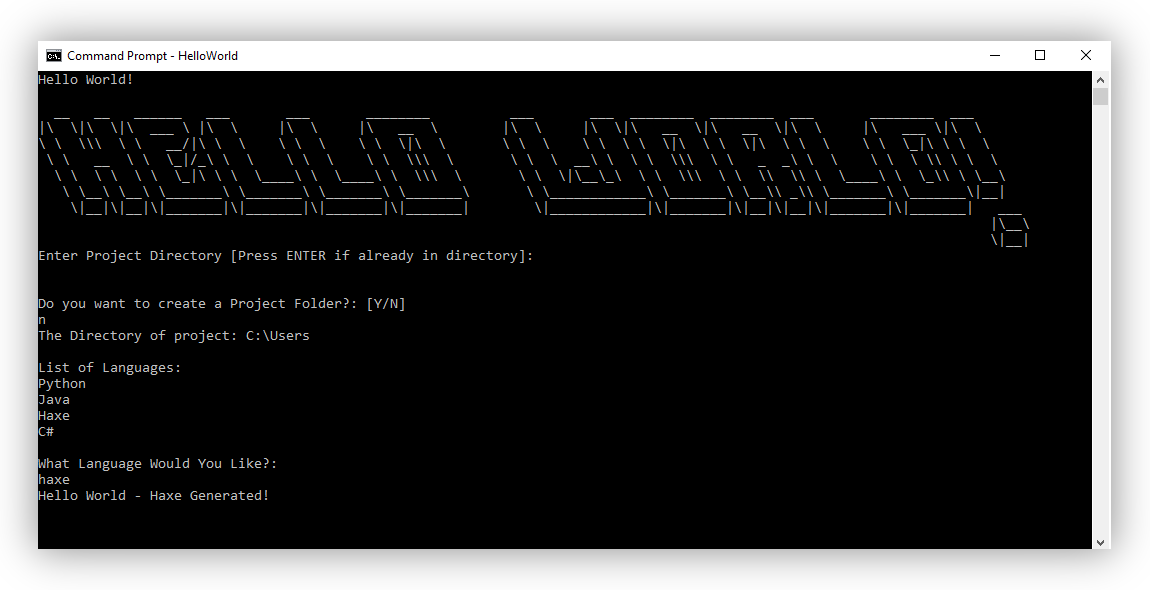 Command Prompt - HelloWorld
Hello World!
HELLO WORLD!
Enter Project Directory [Press ENTER if already in directory]:
Do you want to create a Project Folder?: [Y/N]
n
The Directory of project: C:\Users
List of Languages:
Python
Java
Haxe
C#
What Language Would You Like?:
haxe
Hello World - Haxe Generated!